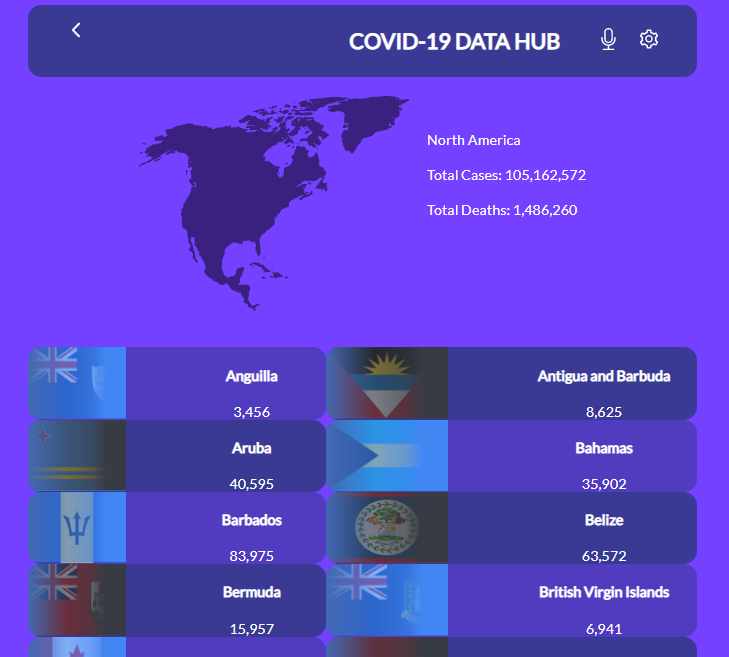 COVID-19 DATA HUB
North America
Total Cases: 105,162,572
Total Deaths: 1,486,260
Anguilla
3,456
Antigua and Barbuda
8,625
Aruba
40,595
Bahamas
35,902
Barbados
83,975
Belize
63,572
Bermuda
15,957
British Virgin Islands
6,941